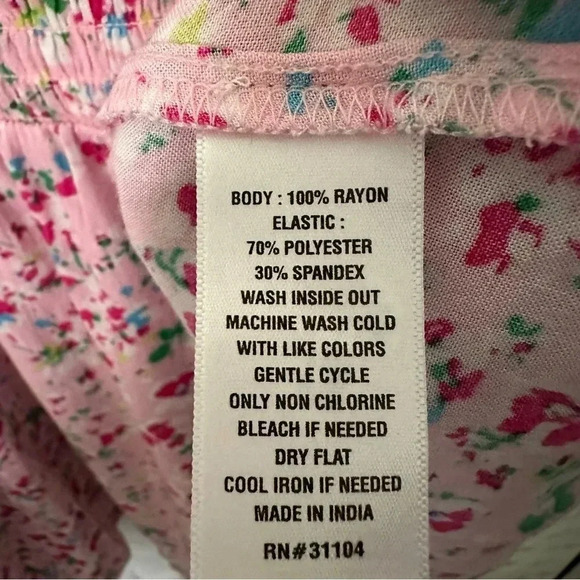 BODY : 100% RAYON
ELASTIC :
70% POLYESTER
30% SPANDEX
WASH INSIDE OUT
MACHINE WASH COLD
WITH LIKE COLORS
GENTLE CYCLE
ONLY NON CHLORINE
BLEACH IF NEEDED
DRY FLAT
COOL IRON IF NEEDED
MADE IN INDIA
RN#31104